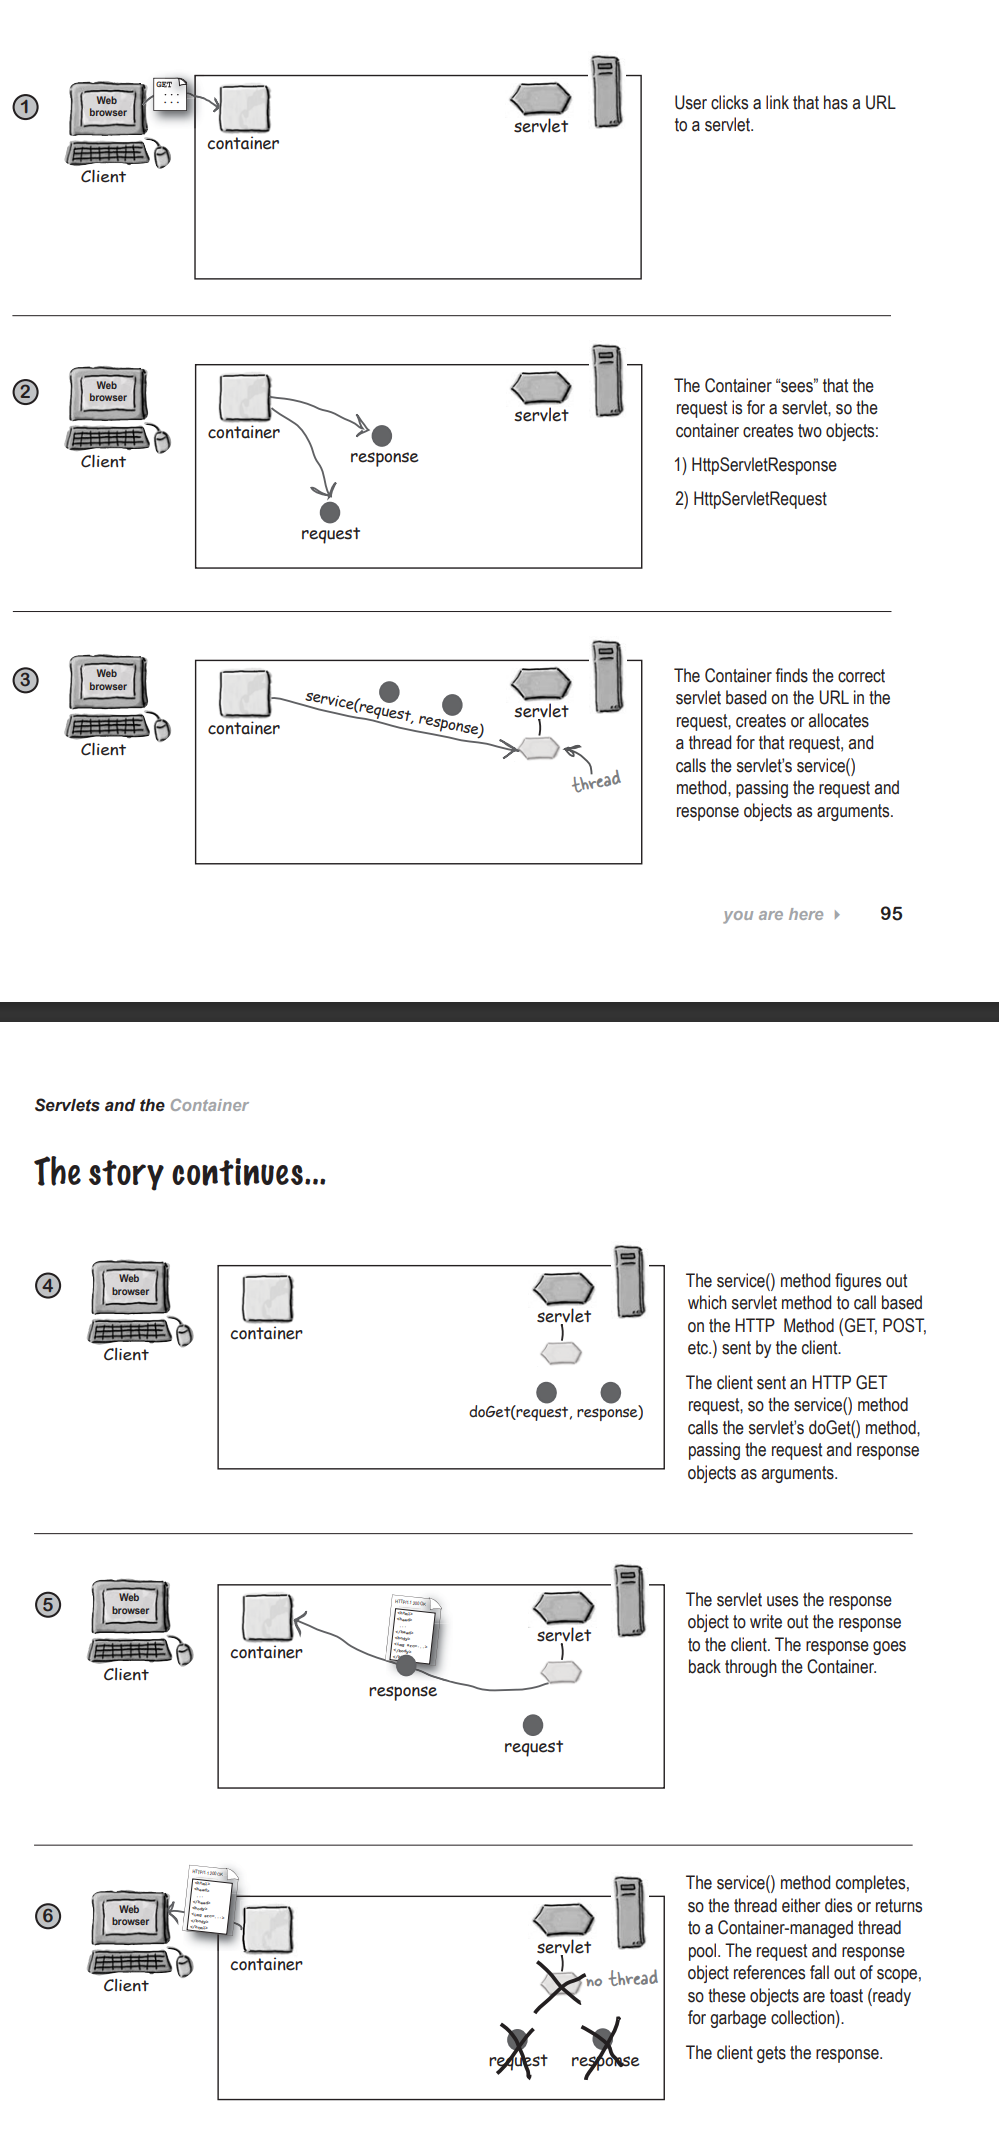 1
Web
browser
GET
container
servlet
Client
User clicks a link that has a URL
to a servlet.
2
Web
browser
container
servlet
Client
response
request
The Container “sees” that the
request is for a servlet, so the
container creates two objects:
1) HttpServletResponse
2) HttpServletRequest
3
Web
browser
container
servlet
Client
service(request, response)
thread
The Container finds the correct
servlet based on the URL in the
request, creates or allocates
a thread for that request, and
calls the servlet’s service()
method, passing the request and
response objects as arguments.
you are here
95
Servlets and the Container
The story continues...
4
Web
browser
container
servlet
Client
doGet(request, response)
The service() method figures out
which servlet method to call based
on the HTTP Method (GET, POST,
etc.) sent by the client.
The client sent an HTTP GET
request, so the service() method
calls the servlet’s doGet() method,
passing the request and response
objects as arguments.
5
Web
browser
container
servlet
Client
response
request
The servlet uses the response
object to write out the response
to the client. The response goes
back through the Container.
6
Web
browser
container
servlet
Client
no thread
request
response
The service() method completes,
so the thread either dies or returns
to a Container-managed thread
pool. The request and response
object references fall out of scope,
so these objects are toast (ready
for garbage collection).
The client gets the response.